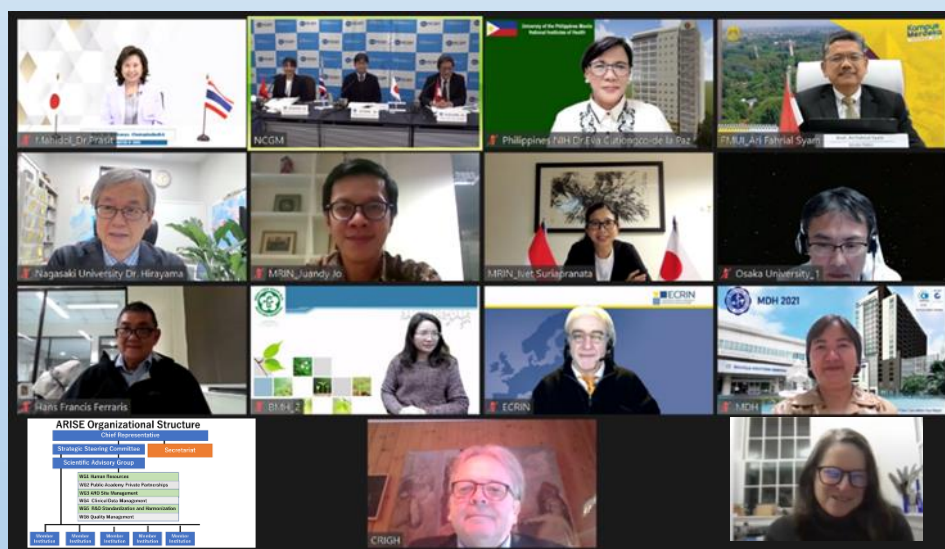 University of the Philippines Manila
National Institutes of Health
Kampus
Merdeka
Mahidol_Dr.Prasit
NCGM
Philippines NIH Dr.Eva Cutiongco-de la Paz
FMUI_Ari Fahrial Syam
Nagasaki University Dr. Hirayama
MRIN_Juandy Jo
MRIN_Ivet Suriapranata
Osaka University_1
ECRIN
MDH 2021
Hans Francis Ferraris
BMH_2
ECRIN
MDH
ARISE Organizational Structure
Chief Representative
Strategic Steering Committee
Secretariat
Scientific Advisory Group
WG1 Human Resources
WG2 Public Academy Private Partnerships
WG3 ARO Site Management
WG4 Clinical Data Management
WG5 R&D Standardization and Harmonization
WG6 Quality Management
Member Institution
Member Institution
Member Institution
Member Institution
Member Institution
CRIGH